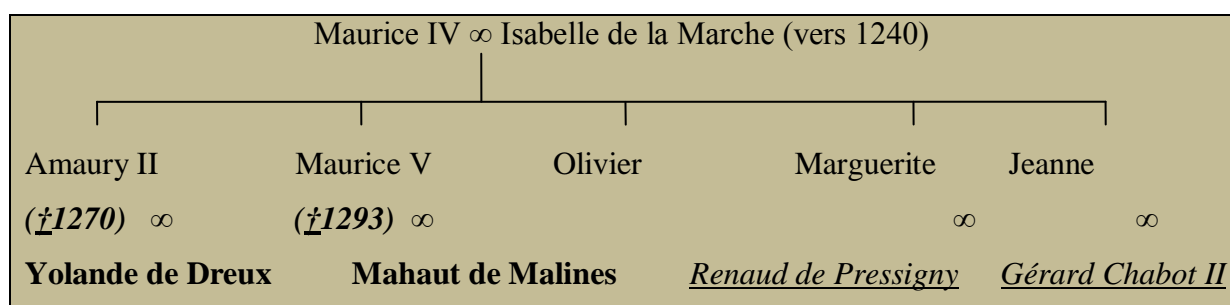 Maurice IV ∞ Isabelle de la Marche (vers 1240)
Amaury II Maurice V Olivier Marguerite Jeanne
(†1270) ∞ (†1293) ∞ ∞ ∞
Yolande de Dreux Mahaut de Malines Renaud de Pressigny Gérard Chabot II